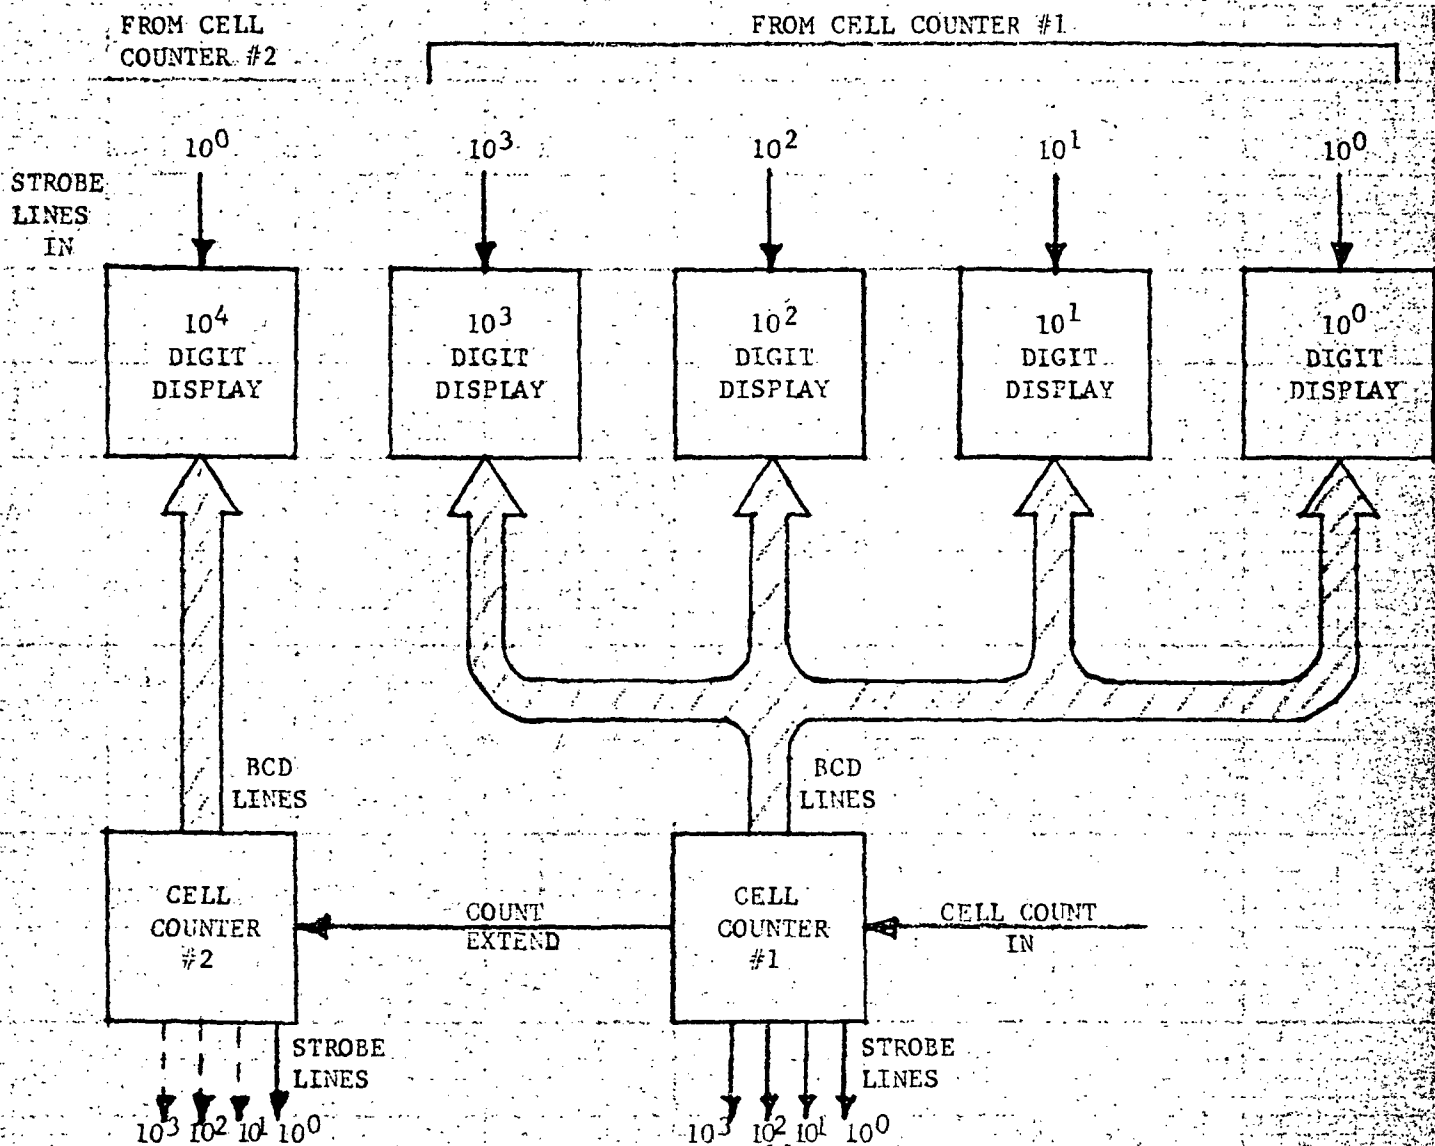 FROM CELL
COUNTER #2
FROM CELL COUNTER #1
10⁰
10³
10²
10¹
10⁰
STROBE
LINES
IN
10⁴
DIGIT
DISPLAY
10³
DIGIT
DISPLAY
10²
DIGIT
DISPLAY
10¹
DIGIT
DISPLAY
10⁰
DIGIT
DISPLAY
BCD
LINES
BCD
LINES
CELL
COUNTER
#2
COUNT
EXTEND
CELL
COUNTER
#1
CELL COUNT
IN
STROBE
LINES
10³ 10² 10¹ 10⁰
STROBE
LINES
10³ 10² 10¹ 10⁰